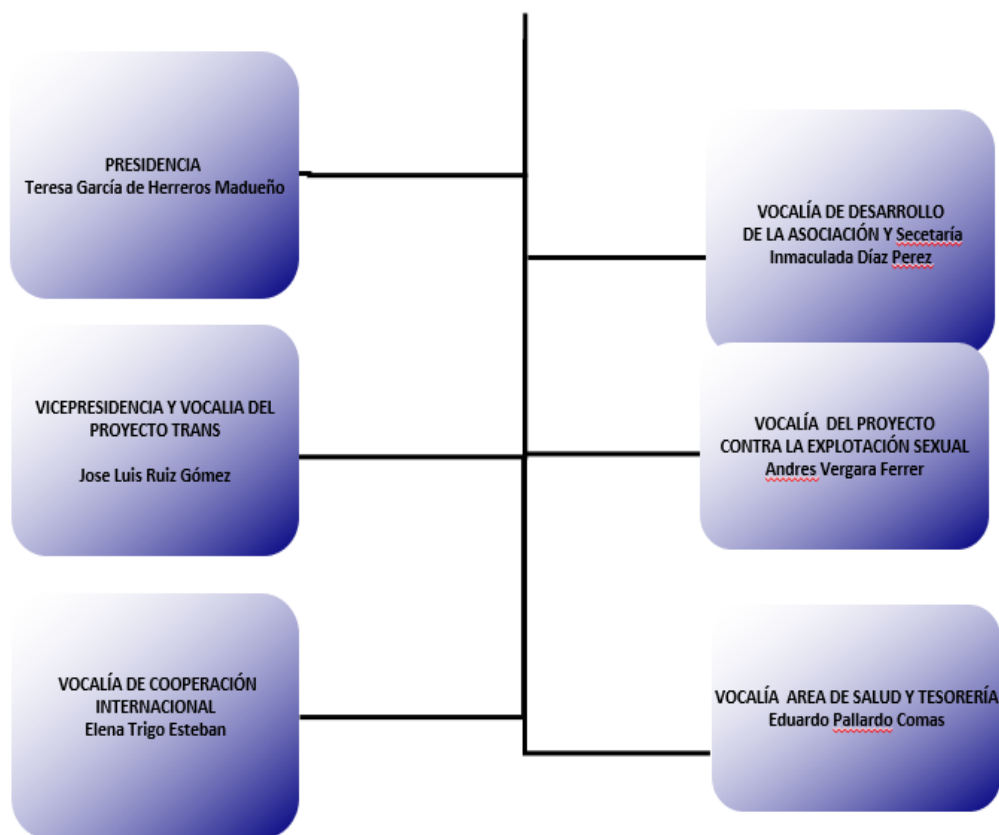 PRESIDENCIA
Teresa García de Herreros Madueño
VOCALÍA DE DESARROLLO
DE LA ASOCIACIÓN Y Secetaría
Inmaculada Díaz Perez
VICEPRESIDENCIA Y VOCALIA DEL
PROYECTO TRANS
Jose Luis Ruiz Gómez
VOCALÍA DEL PROYECTO
CONTRA LA EXPLOTACIÓN SEXUAL
Andres Vergara Ferrer
VOCALÍA DE COOPERACIÓN
INTERNACIONAL
Elena Trigo Esteban
VOCALÍA AREA DE SALUD Y TESORERÍA
Eduardo Pallardo Comas